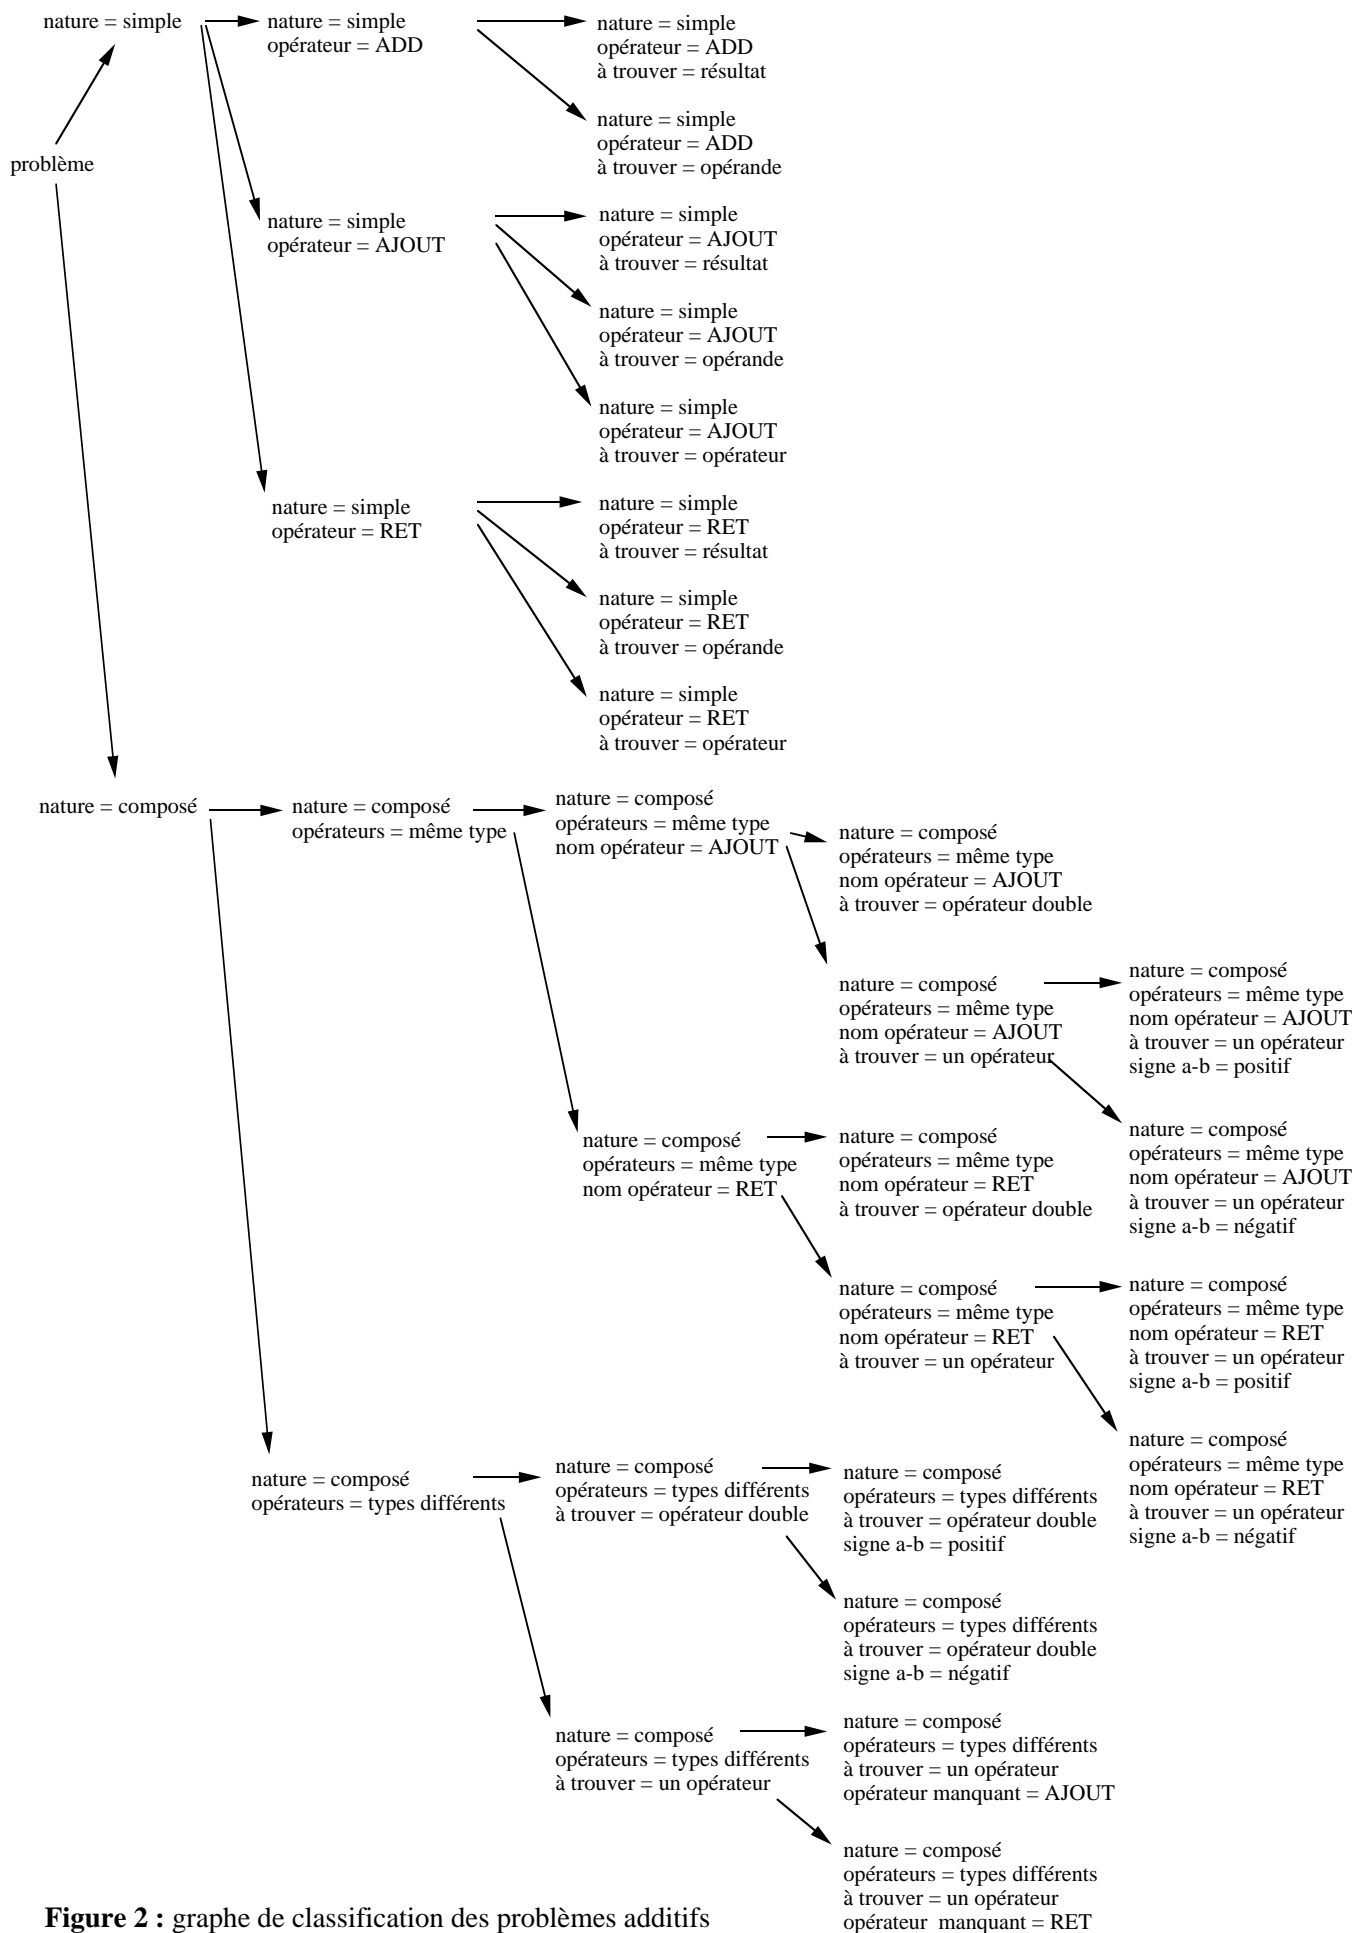 nature = simple
nature = simple
opérateur = ADD
nature = simple
opérateur = ADD
à trouver = résultat
nature = simple
opérateur = ADD
à trouver = opérande
problème
nature = simple
opérateur = AJOUT
nature = simple
opérateur = AJOUT
à trouver = résultat
nature = simple
opérateur = AJOUT
à trouver = opérande
nature = simple
opérateur = AJOUT
à trouver = opérateur
nature = simple
opérateur = RET
nature = simple
opérateur = RET
à trouver = résultat
nature = simple
opérateur = RET
à trouver = opérande
nature = simple
opérateur = RET
à trouver = opérateur
nature = composé
nature = composé
opérateurs = même type
nature = composé
opérateurs = même type
nom opérateur = AJOUT
nature = composé
opérateurs = même type
nom opérateur = AJOUT
à trouver = opérateur double
nature = composé
opérateurs = même type
nom opérateur = AJOUT
à trouver = un opérateur
nature = composé
opérateurs = même type
nom opérateur = AJOUT
à trouver = un opérateur
signe a-b = positif
nature = composé
opérateurs = même type
nom opérateur = AJOUT
à trouver = un opérateur
signe a-b = négatif
nature = composé
opérateurs = même type
nom opérateur = RET
nature = composé
opérateurs = même type
nom opérateur = RET
à trouver = opérateur double
nature = composé
opérateurs = même type
nom opérateur = RET
à trouver = un opérateur
nature = composé
opérateurs = même type
nom opérateur = RET
à trouver = un opérateur
signe a-b = positif
nature = composé
opérateurs = même type
nom opérateur = RET
à trouver = un opérateur
signe a-b = négatif
nature = composé
opérateurs = types différents
nature = composé
opérateurs = types différents
à trouver = opérateur double
nature = composé
opérateurs = types différents
à trouver = opérateur double
signe a-b = positif
nature = composé
opérateurs = types différents
à trouver = opérateur double
signe a-b = négatif
nature = composé
opérateurs = types différents
à trouver = un opérateur
nature = composé
opérateurs = types différents
à trouver = un opérateur
opérateur manquant = AJOUT
nature = composé
opérateurs = types différents
à trouver = un opérateur
opérateur manquant = RET
Figure 2 : graphe de classification des problèmes additifs